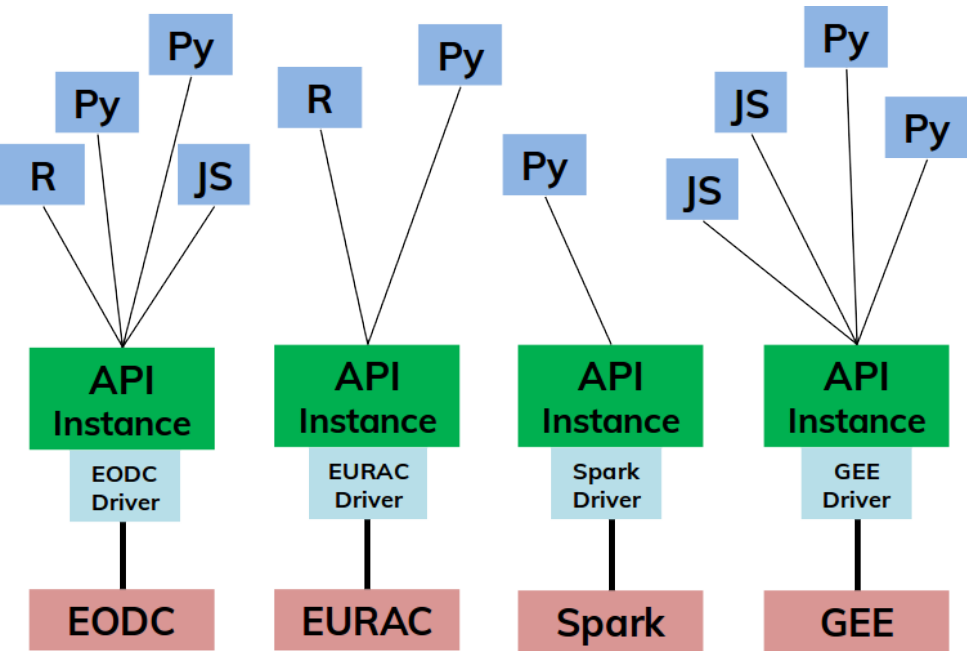 Py
Py
R
JS
API
Instance
EODC
Driver
EODC
R
Py
API
Instance
EURAC
Driver
EURAC
Py
API
Instance
Spark
Driver
Spark
Py
JS
Py
JS
API
Instance
GEE
Driver
GEE